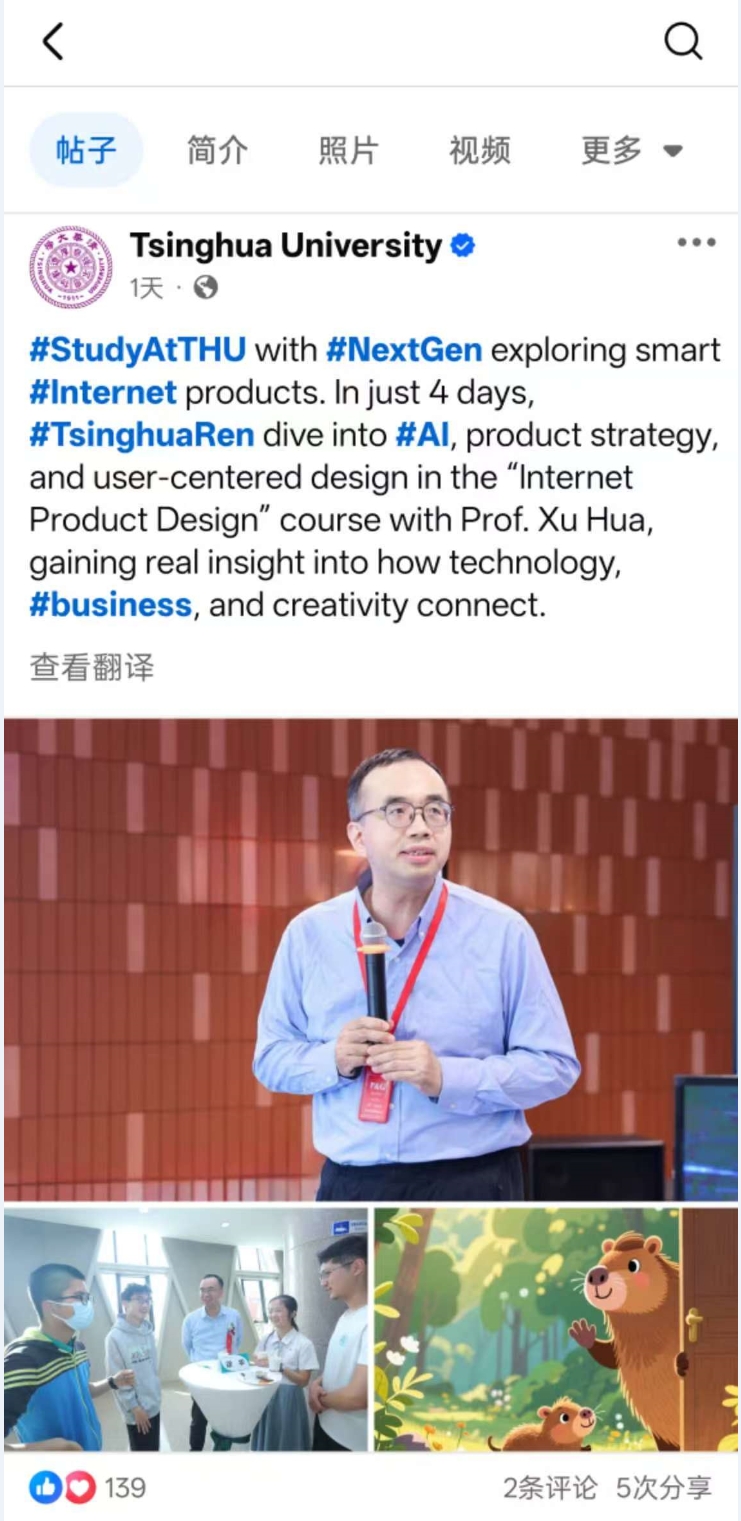 帖子 简介 照片 视频 更多
Tsinghua University
1天 ·
#StudyAtTHU with #NextGen exploring smart
#Internet products. In just 4 days,
#TsinghuaRen dive into #AI, product strategy,
and user-centered design in the “Internet
Product Design” course with Prof. Xu Hua,
gaining real insight into how technology,
#business, and creativity connect.
查看翻译
139 2条评论 5次分享